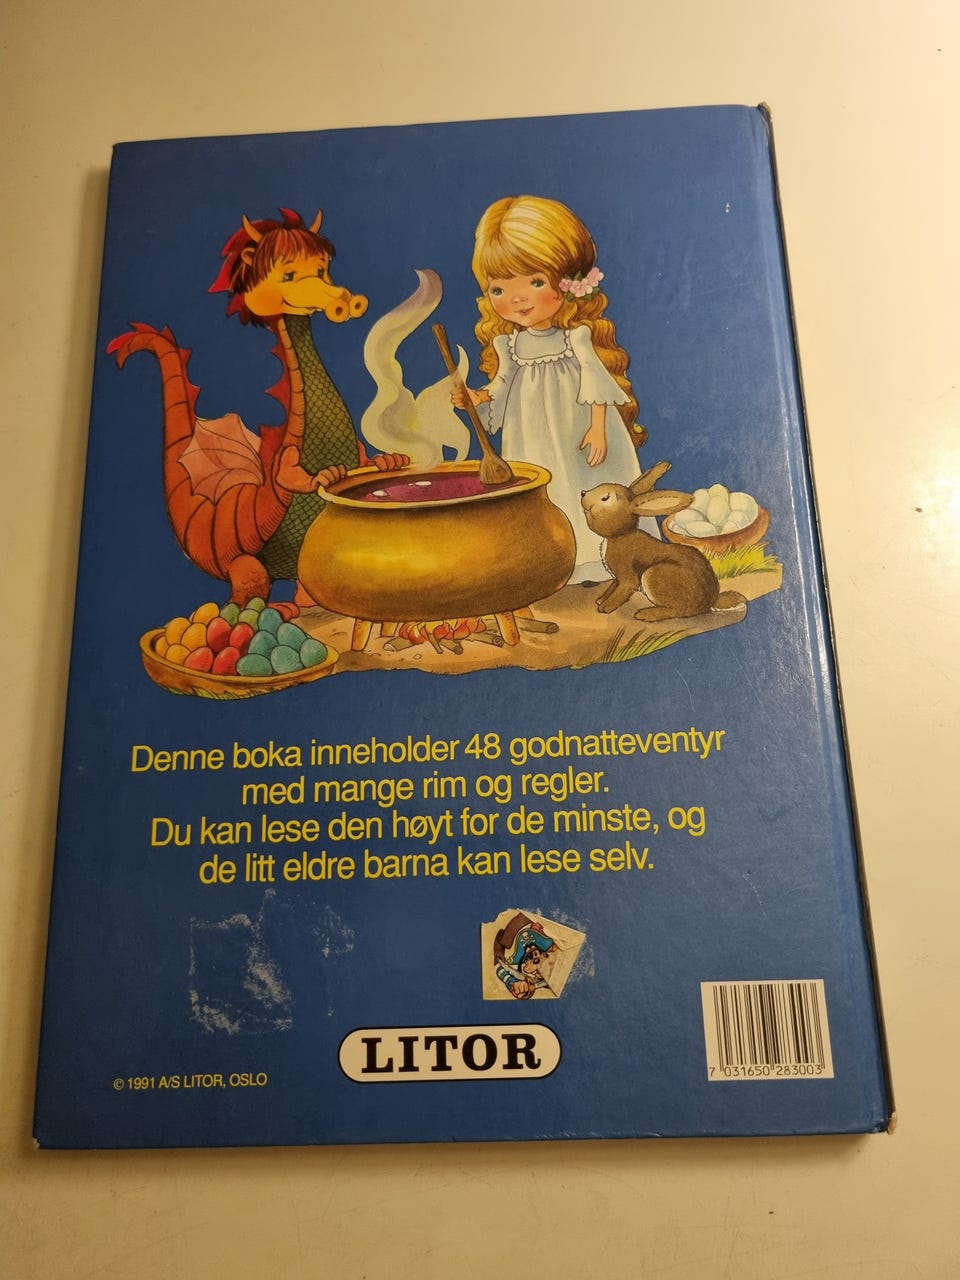 Denne boka inneholder 48 godnatteventyr
med mange rim og regler.
Du kan lese den høyt for de minste, og
de litt eldre barna kan lese selv.
LITOR
© 1991 A/S LITOR, OSLO
7 031650 283003